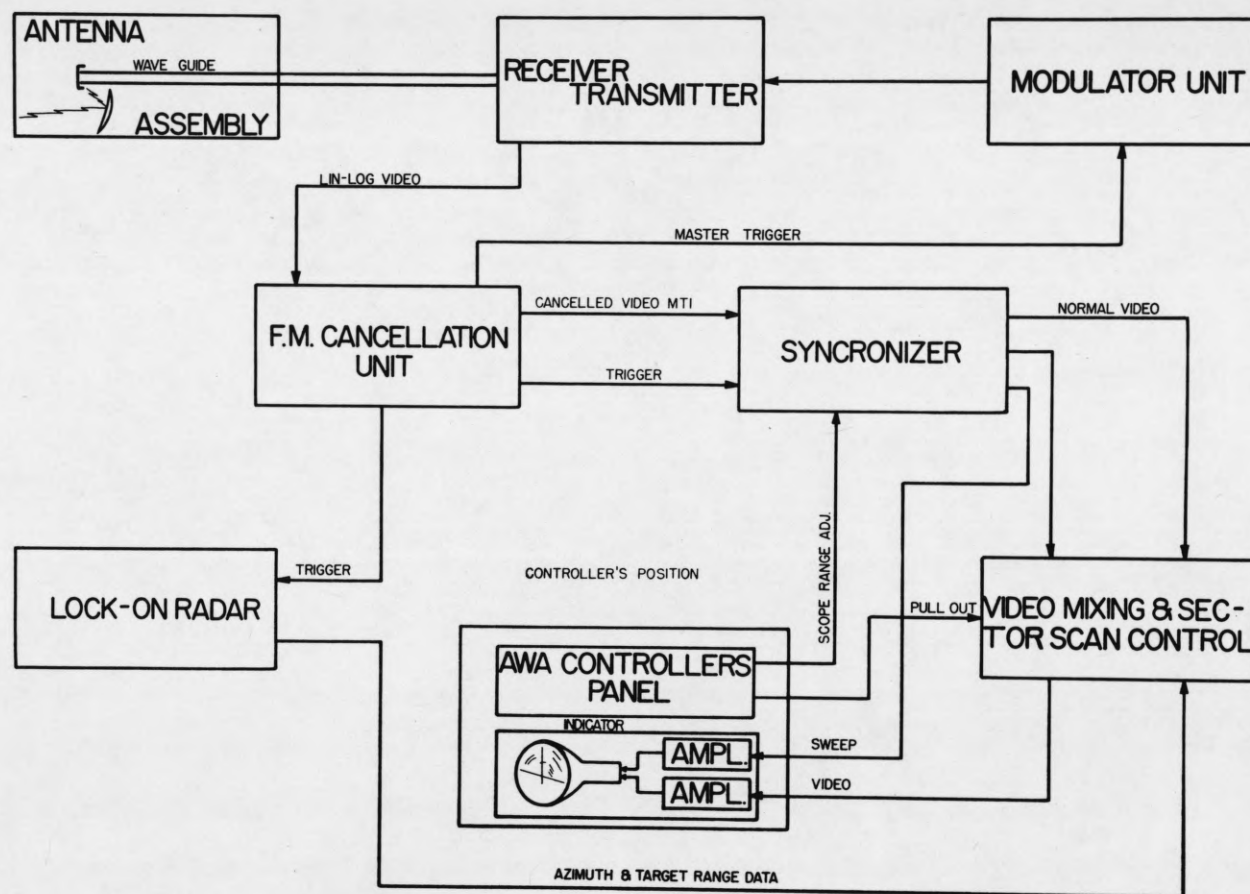 ANTENNA
WAVE GUIDE
ASSEMBLY
RECEIVER
TRANSMITTER
MODULATOR UNIT
LIN-LOG VIDEO
MASTER TRIGGER
F.M. CANCELLATION
UNIT
CANCELLED VIDEO MTI
TRIGGER
SYNCRONIZER
NORMAL VIDEO
TRIGGER
LOCK-ON RADAR
CONTROLLER'S POSITION
SCOPE RANGE ADJ.
PULL OUT
VIDEO MIXING & SEC-
TOR SCAN CONTROL
AWA CONTROLLERS
PANEL
INDICATOR
AMPL.
SWEEP
AMPL.
VIDEO
AZIMUTH & TARGET RANGE DATA